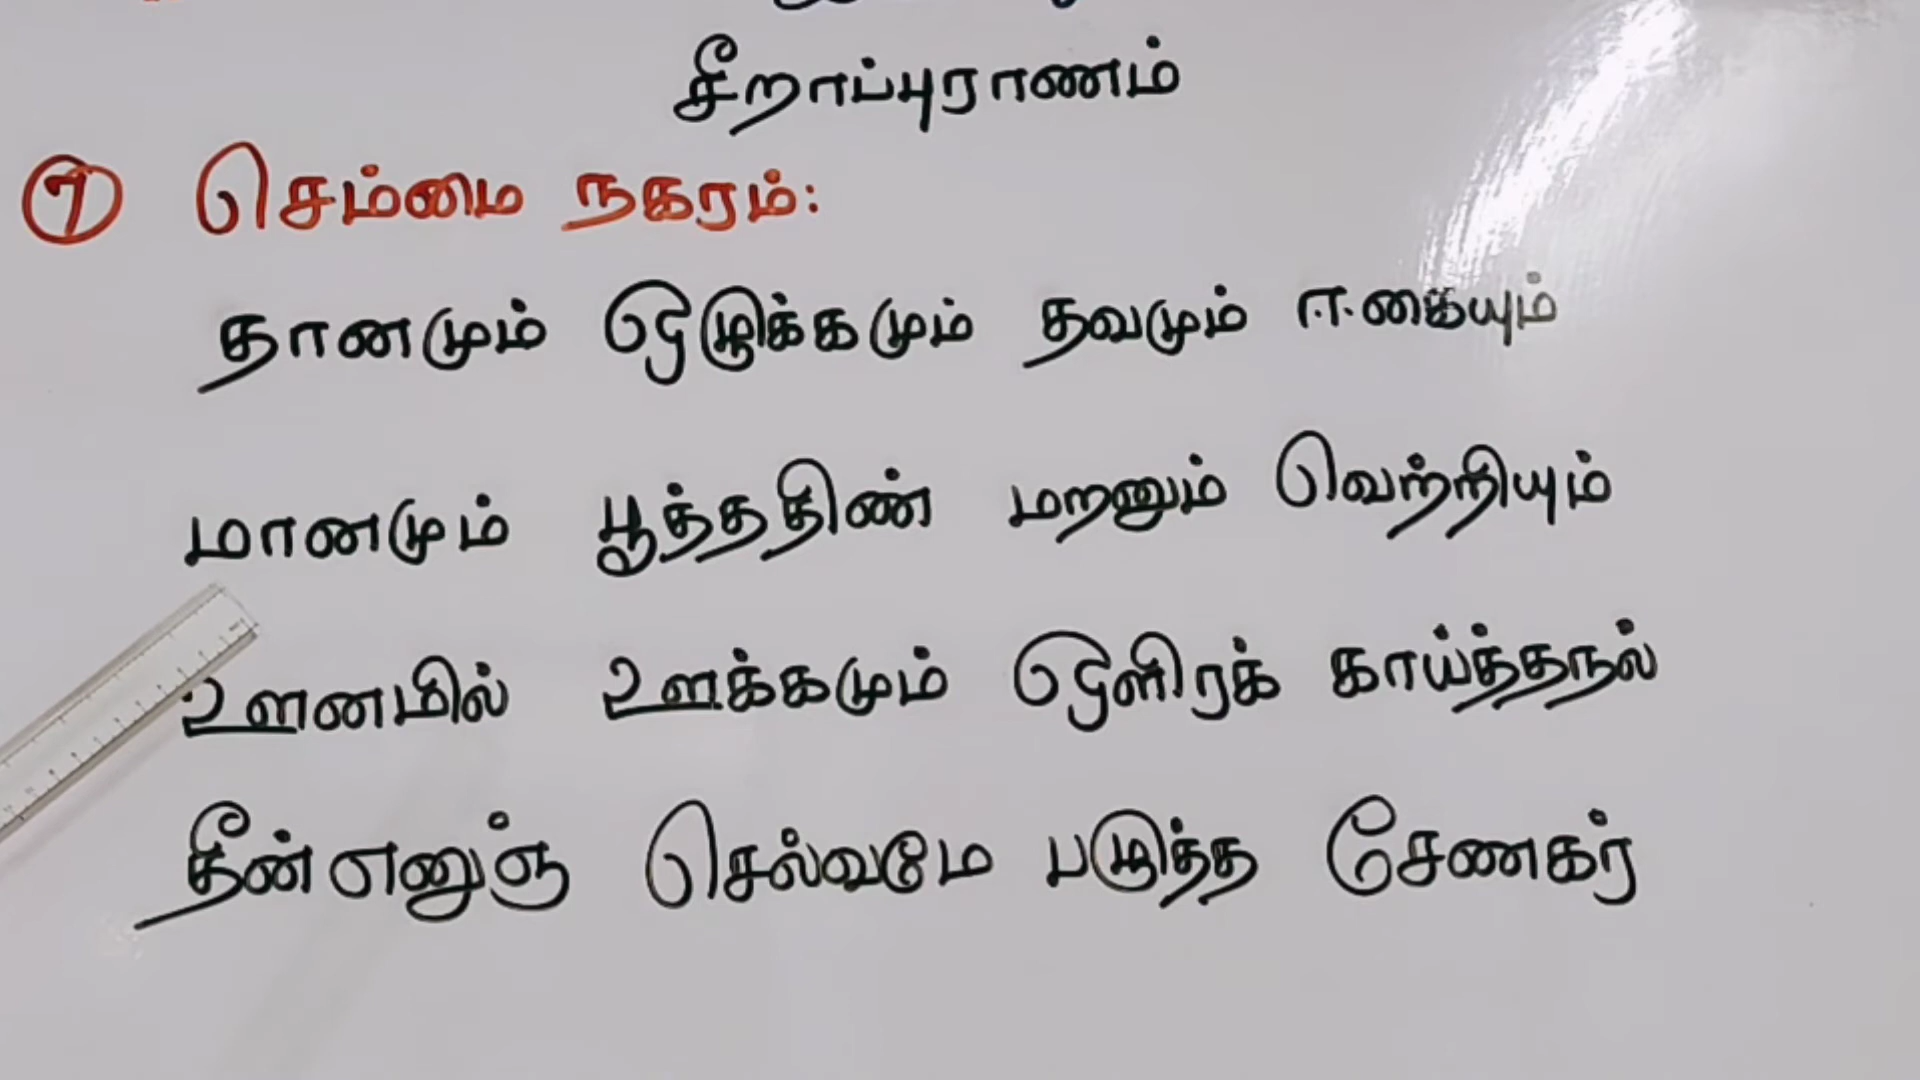 சீறாப்புராணம்
7 செம்மை நகரம்:
தானமும் ஒழுக்கமும் தவமும் ஈகையும்
மானமும் பூத்ததிண் மறனும் வெற்றியும்
ஊனமில் ஊக்கமும் ஒளிரக் காய்த்தநல்
தீன்எனுஞ் செல்வமே பழுத்த சேணகர்